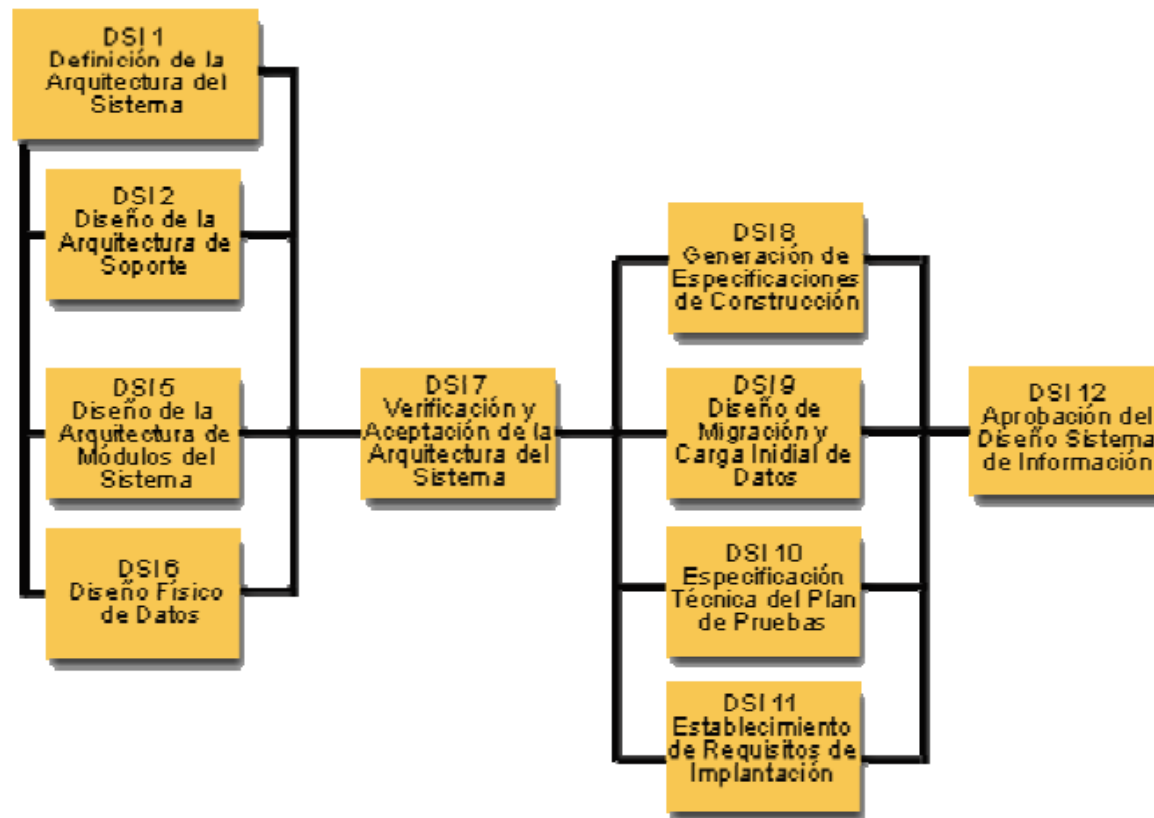 DSI 1
Definición de la
Arquitectura del
Sistema
DSI 2
Diseño de la
Arquitectura de
Soporte
DSI 5
Diseño de la
Arquitectura de
Módulos del
Sistema
DSI 6
Diseño Físico
de Datos
DSI 7
Verificación y
Aceptación de la
Arquitectura del
Sistema
DSI 8
Generación de
Especificaciones
de Construcción
DSI 9
Diseño de
Migración y
Carga Inidial de
Datos
DSI 10
Especificación
Técnica del Plan
de Pruebas
DSI 11
Establecimiento
de Requisitos de
Implantación
DSI 12
Aprobación del
Diseño Sistema
de Información